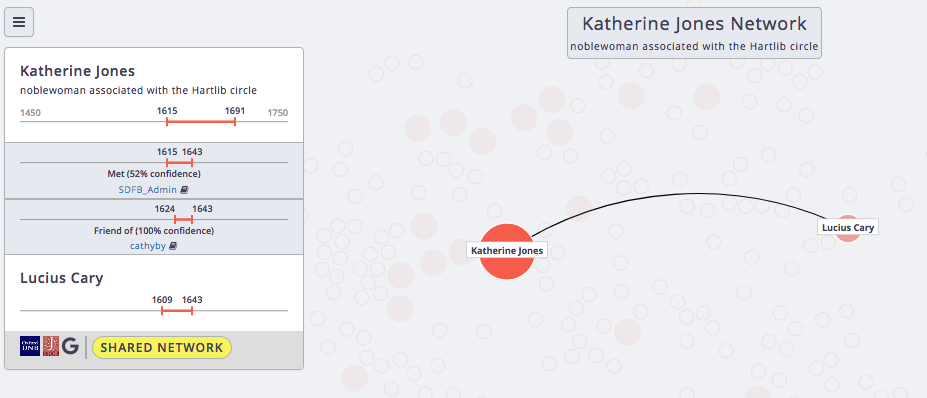 Katherine Jones Network
noblewoman associated with the Hartlib circle
Katherine Jones
noblewoman associated with the Hartlib circle
1450 1615 1691 1750
1615 1643
Met (52% confidence)
SDFB_Admin
1624 1643
Friend of (100% confidence)
cathyby
Lucius Cary
1609 1643
Oxford
DNB
J
STOR
G
SHARED NETWORK
Katherine Jones
Lucius Cary